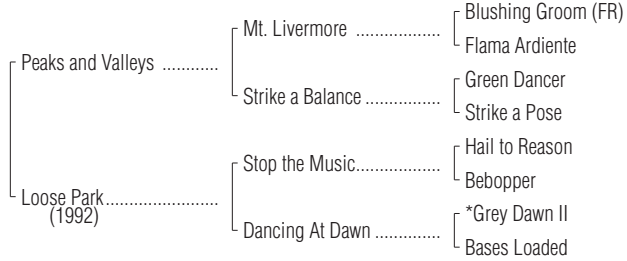 Blushing Groom (FR)
Mt. Livermore ..................
Flama Ardiente
Peaks and Valleys ............
Green Dancer
Strike a Balance ................
Strike a Pose
Hail to Reason
Stop the Music..................
Bebopper
Loose Park........................
(1992)
*Grey Dawn II
Dancing At Dawn ...............
Bases Loaded